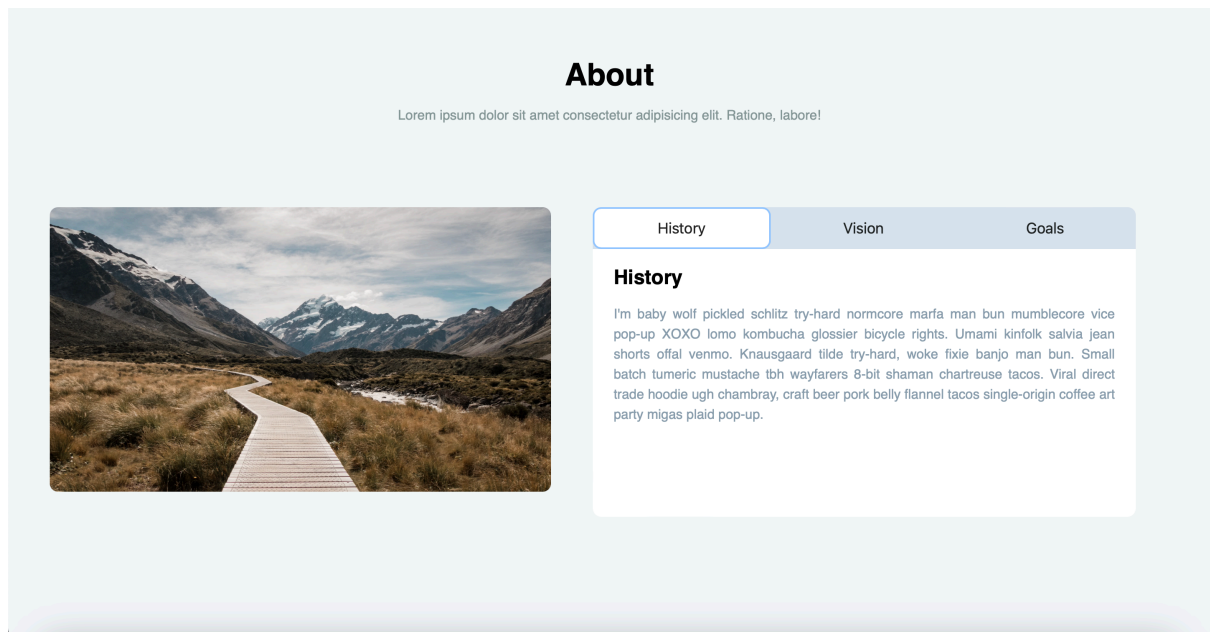 About
Lorem ipsum dolor sit amet consectetur adipisicing elit. Ratione, labore!
History
Vision
Goals
History
I'm baby wolf pickled schlitz try-hard normcore marfa man bun mumblecore vice
pop-up XOXO lomo kombucha glossier bicycle rights. Umami kinfolk salvia jean
shorts offal venmo. Knausgaard tilde try-hard, woke fixie banjo man bun. Small
batch tumeric mustache tbh wayfarers 8-bit shaman chartreuse tacos. Viral direct
trade hoodie ugh chambray, craft beer pork belly flannel tacos single-origin coffee art
party migas plaid pop-up.